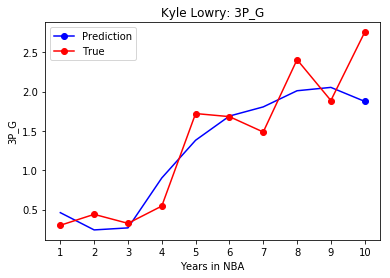 Kyle Lowry: 3P_G
Prediction
True
3P_G
2.5
2.0
1.5
1.0
0.5
1 2 3 4 5 6 7 8 9 10
Years in NBA